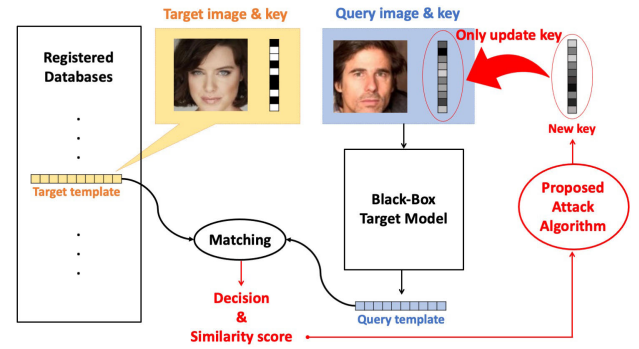 Target image & key
Query image & key
Registered
Databases
Only update key
New key
Target template
Black-Box
Target Model
Proposed
Attack
Algorithm
Matching
Decision
&
Similarity score
Query template